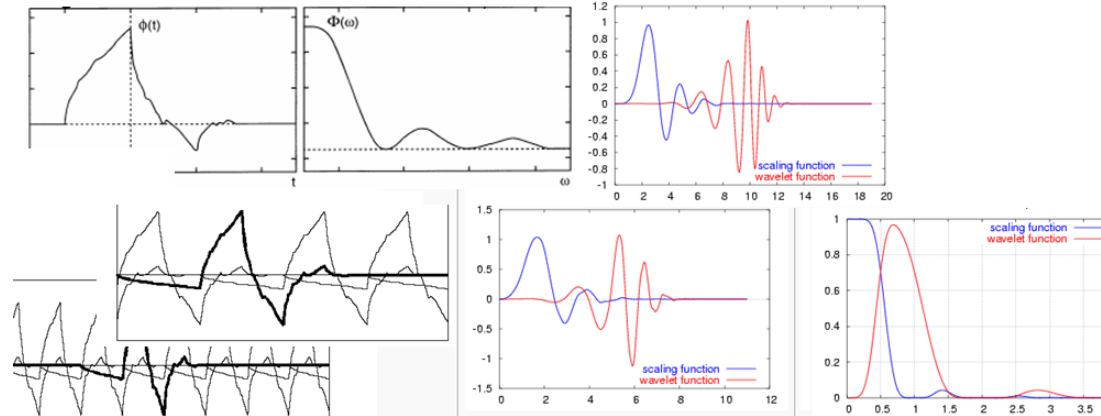 ϕ(t)
t
Φ(ω)
ω
1.2
1
0.8
0.6
0.4
0.2
0
-0.2
-0.4
-0.6
-0.8
-1
scaling function
wavelet function
0 2 4 6 8 10 12 14 16 18 20
1.5
1
0.5
0
-0.5
-1
-1.5
scaling function
wavelet function
0 2 4 6 8 10 12
1
0.8
0.6
0.4
0.2
0
scaling function
wavelet function
0 0.5 1 1.5 2 2.5 3 3.5